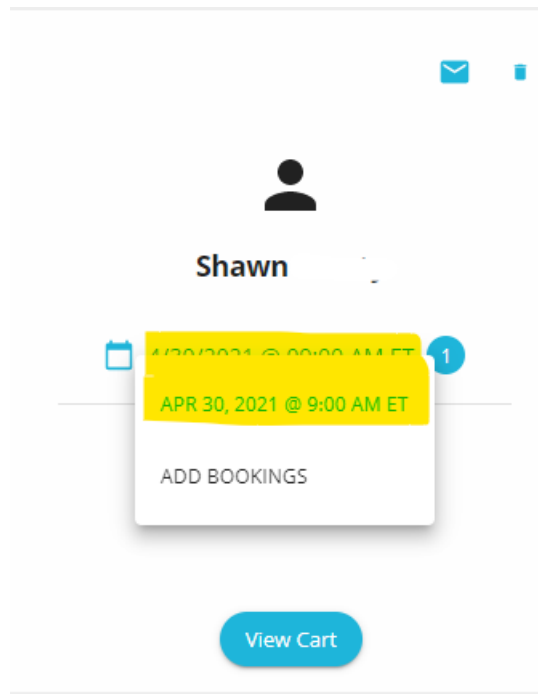 Shawn
4/30/2021 @ 09:00 AM ET 1
APR 30, 2021 @ 9:00 AM ET
ADD BOOKINGS
View Cart